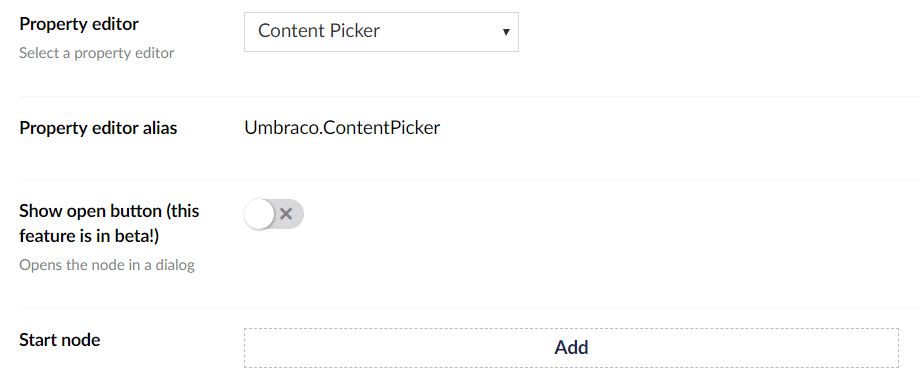 Property editor
Content Picker
Select a property editor
Property editor alias
Umbraco.ContentPicker
Show open button (this
feature is in beta!)
Opens the node in a dialog
Start node
Add